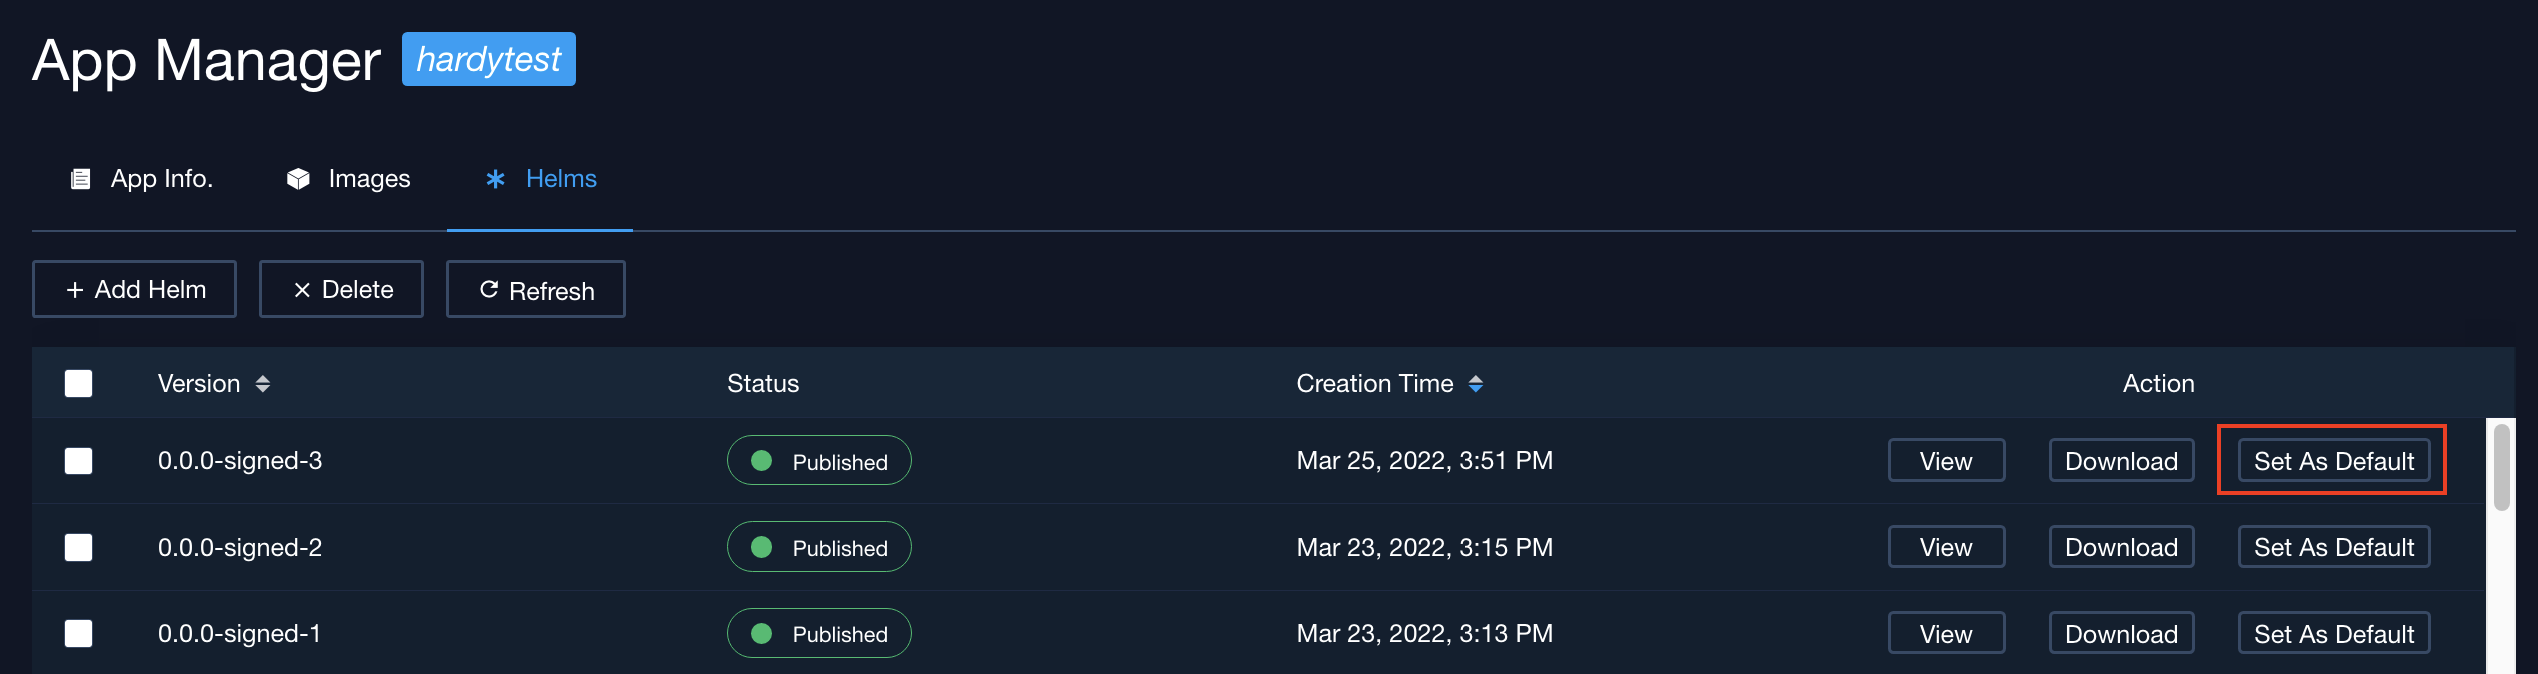 App Manager hardytest
App Info. Images Helms
+ Add Helm × Delete Refresh
Version Status Creation Time Action
0.0.0-signed-3 Published Mar 25, 2022, 3:51 PM View Download Set As Default
0.0.0-signed-2 Published Mar 23, 2022, 3:15 PM View Download Set As Default
0.0.0-signed-1 Published Mar 23, 2022, 3:13 PM View Download Set As Default